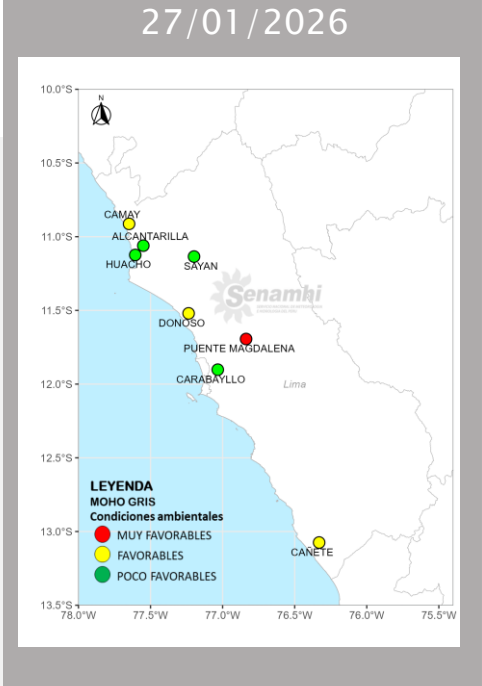 27/01/2026
10.0°S
N
10.5°S
CAMAY
ALCANTARILLA
11.0°S
HUACHO
SAYAN
Senamhi
11.5°S
DONOSO
PUENTE MAGDALENA
CARABAYLLO
12.0°S
Lima
12.5°S
LEYENDA
MOHO GRIS
Condiciones ambientales
13.0°S
MUY FAVORABLES
FAVORABLES
CAÑETE
POCO FAVORABLES
13.5°S
78.0°W 77.5°W 77.0°W 76.5°W 76.0°W 75.5°W